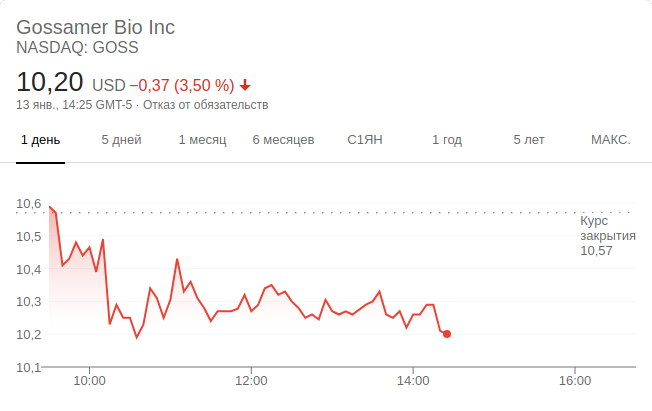 Gossamer Bio Inc
NASDAQ: GOSS
10,20 USD −0,37 (3,50 %)
13 янв., 14:25 GMT-5 · Отказ от обязательств
1 день 5 дней 1 месяц 6 месяцев С1ЯН 1 год 5 лет МАКС.
10,6
10,5
10,4
10,3
10,2
10,1
Курс
закрытия
10,57
10:00 12:00 14:00 16:00